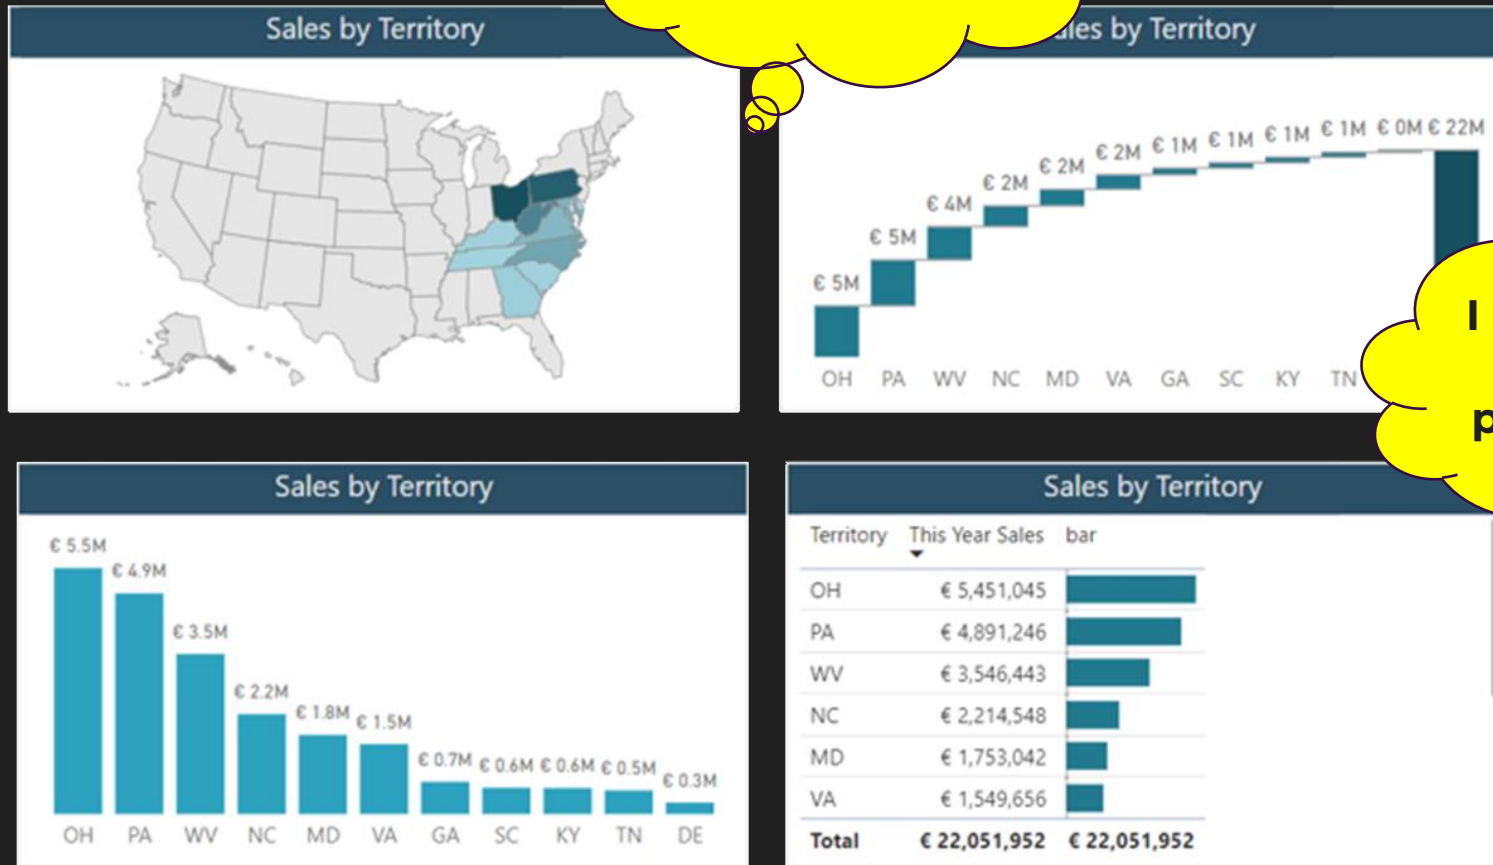 Sales by Territory
Sales by Territory
€ 5M
€ 5M
€ 4M
€ 2M
€ 2M
€ 2M
€ 1M
€ 1M
€ 1M
€ 1M
€ 0M
€ 22M
OH PA WV NC MD VA GA SC KY TN
I
p
Sales by Territory
€ 5.5M
€ 4.9M
€ 3.5M
€ 2.2M
€ 1.8M
€ 1.5M
€ 0.7M
€ 0.6M
€ 0.6M
€ 0.5M
€ 0.3M
OH PA WV NC MD VA GA SC KY TN DE
Sales by Territory
Territory This Year Sales bar
OH € 5,451,045
PA € 4,891,246
WV € 3,546,443
NC € 2,214,548
MD € 1,753,042
VA € 1,549,656
Total € 22,051,952 € 22,051,952